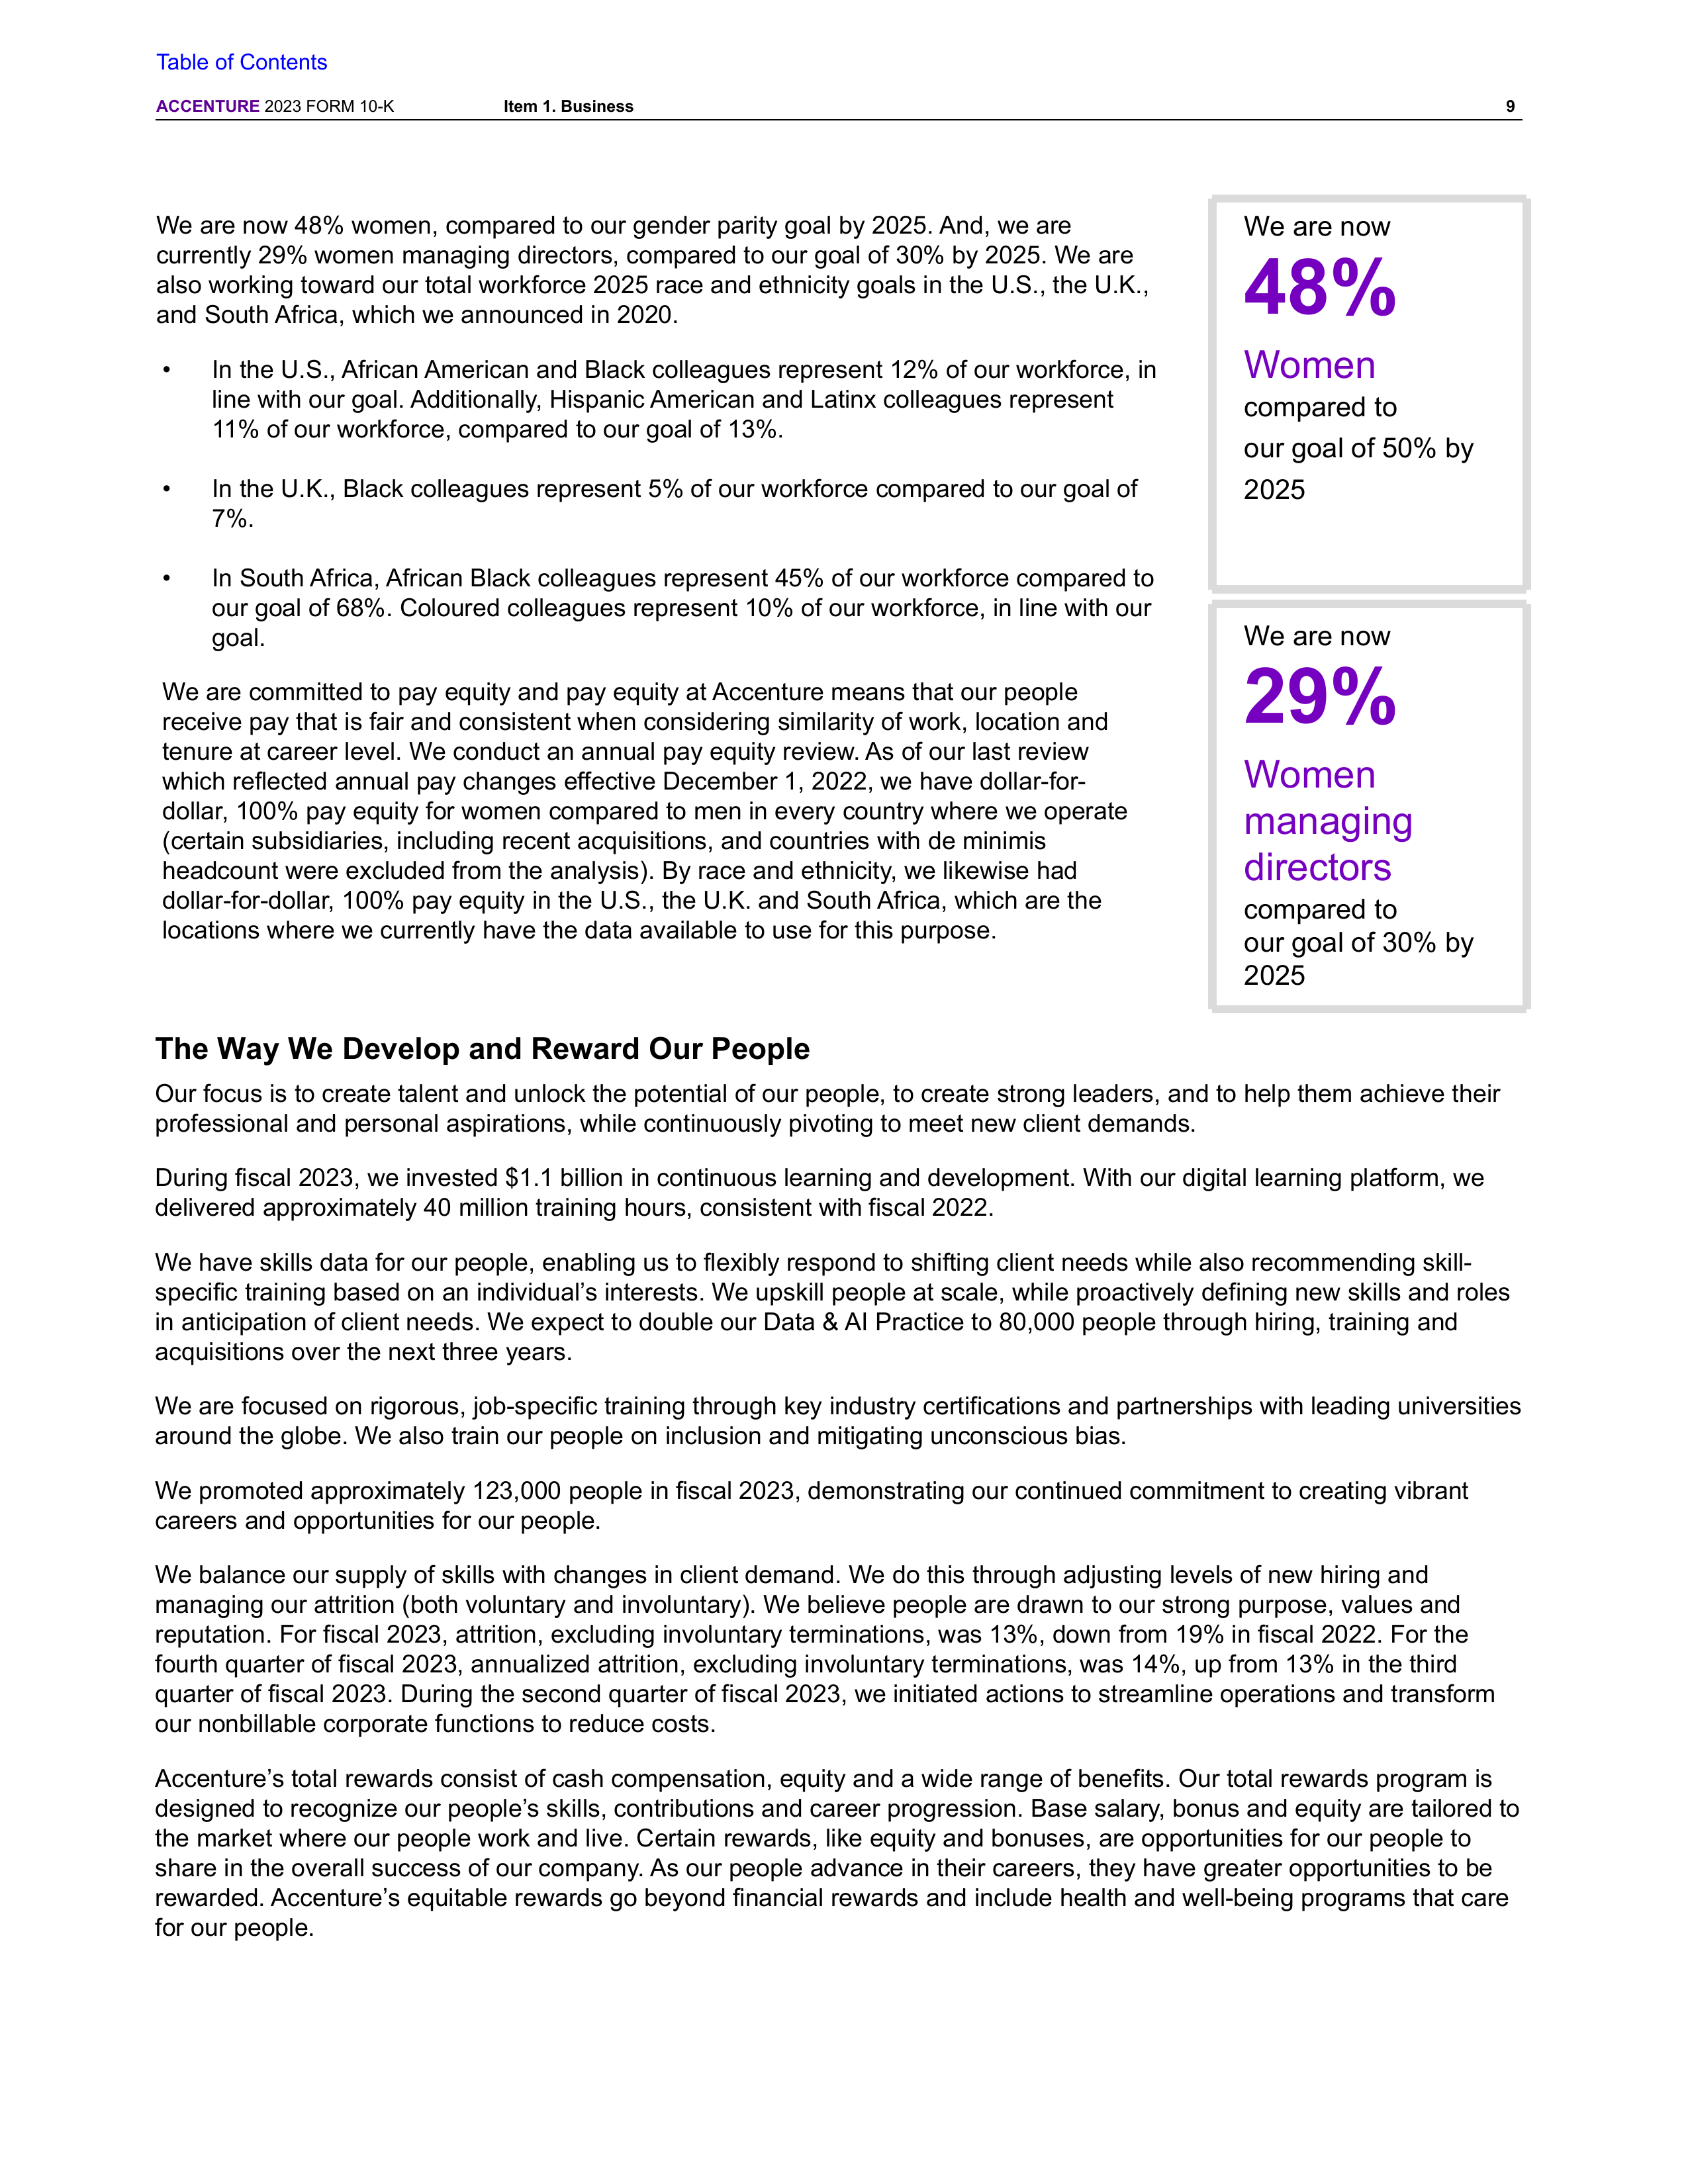 Table of Contents
ACCENTURE 2023 FORM 10-K Item 1. Business 9
We are now 48% women, compared to our gender parity goal by 2025. And, we are
currently 29% women managing directors, compared to our goal of 30% by 2025. We are
also working toward our total workforce 2025 race and ethnicity goals in the U.S., the U.K.,
and South Africa, which we announced in 2020.
• In the U.S., African American and Black colleagues represent 12% of our workforce, in
line with our goal. Additionally, Hispanic American and Latinx colleagues represent
11% of our workforce, compared to our goal of 13%.
• In the U.K., Black colleagues represent 5% of our workforce compared to our goal of
7%.
• In South Africa, African Black colleagues represent 45% of our workforce compared to
our goal of 68%. Coloured colleagues represent 10% of our workforce, in line with our
goal.
We are committed to pay equity and pay equity at Accenture means that our people
receive pay that is fair and consistent when considering similarity of work, location and
tenure at career level. We conduct an annual pay equity review. As of our last review
which reflected annual pay changes effective December 1, 2022, we have dollar-for-
dollar, 100% pay equity for women compared to men in every country where we operate
(certain subsidiaries, including recent acquisitions, and countries with de minimis
headcount were excluded from the analysis). By race and ethnicity, we likewise had
dollar-for-dollar, 100% pay equity in the U.S., the U.K. and South Africa, which are the
locations where we currently have the data available to use for this purpose.
We are now
48%
Women
compared to
our goal of 50% by
2025
We are now
29%
Women
managing
directors
compared to
our goal of 30% by
2025
The Way We Develop and Reward Our People
Our focus is to create talent and unlock the potential of our people, to create strong leaders, and to help them achieve their
professional and personal aspirations, while continuously pivoting to meet new client demands.
During fiscal 2023, we invested $1.1 billion in continuous learning and development. With our digital learning platform, we
delivered approximately 40 million training hours, consistent with fiscal 2022.
We have skills data for our people, enabling us to flexibly respond to shifting client needs while also recommending skill-
specific training based on an individual’s interests. We upskill people at scale, while proactively defining new skills and roles
in anticipation of client needs. We expect to double our Data & AI Practice to 80,000 people through hiring, training and
acquisitions over the next three years.
We are focused on rigorous, job-specific training through key industry certifications and partnerships with leading universities
around the globe. We also train our people on inclusion and mitigating unconscious bias.
We promoted approximately 123,000 people in fiscal 2023, demonstrating our continued commitment to creating vibrant
careers and opportunities for our people.
We balance our supply of skills with changes in client demand. We do this through adjusting levels of new hiring and
managing our attrition (both voluntary and involuntary). We believe people are drawn to our strong purpose, values and
reputation. For fiscal 2023, attrition, excluding involuntary terminations, was 13%, down from 19% in fiscal 2022. For the
fourth quarter of fiscal 2023, annualized attrition, excluding involuntary terminations, was 14%, up from 13% in the third
quarter of fiscal 2023. During the second quarter of fiscal 2023, we initiated actions to streamline operations and transform
our nonbillable corporate functions to reduce costs.
Accenture’s total rewards consist of cash compensation, equity and a wide range of benefits. Our total rewards program is
designed to recognize our people’s skills, contributions and career progression. Base salary, bonus and equity are tailored to
the market where our people work and live. Certain rewards, like equity and bonuses, are opportunities for our people to
share in the overall success of our company. As our people advance in their careers, they have greater opportunities to be
rewarded. Accenture’s equitable rewards go beyond financial rewards and include health and well-being programs that care
for our people.